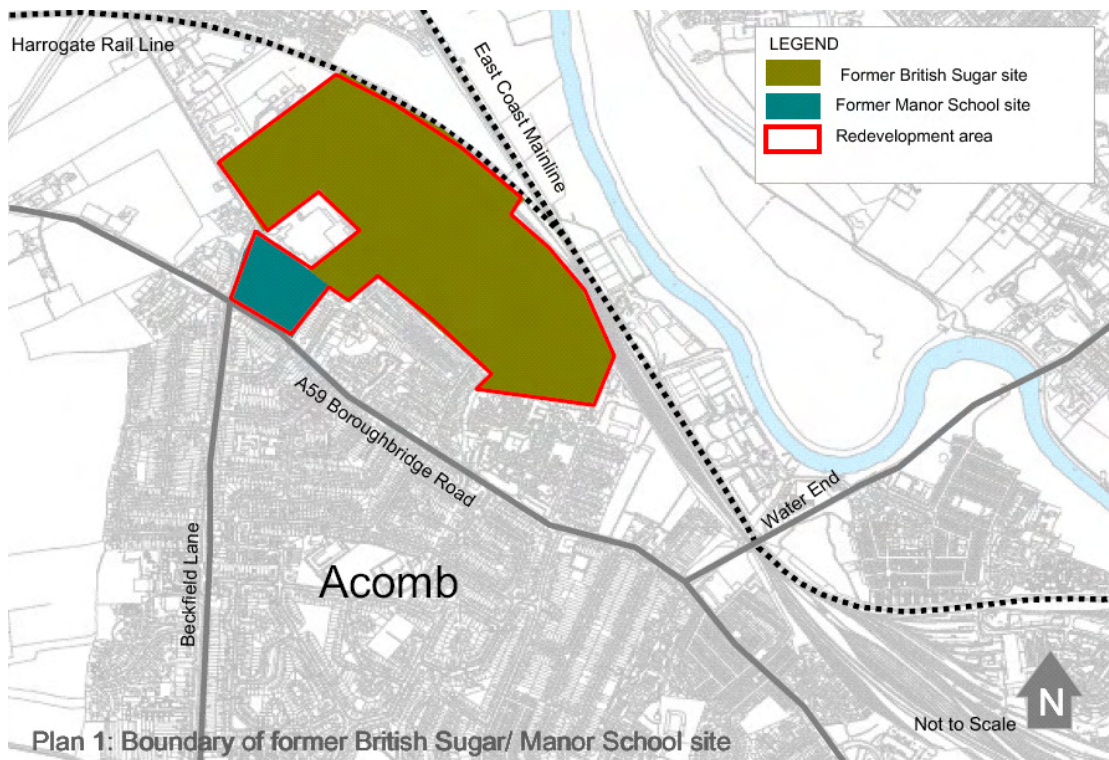 Harrogate Rail Line
East Coast Mainline
LEGEND
Former British Sugar site
Former Manor School site
Redevelopment area
A59 Boroughbridge Road
Water End
Beckfield Lane
Acomb
N
Not to Scale
Plan 1: Boundary of former British Sugar/ Manor School site